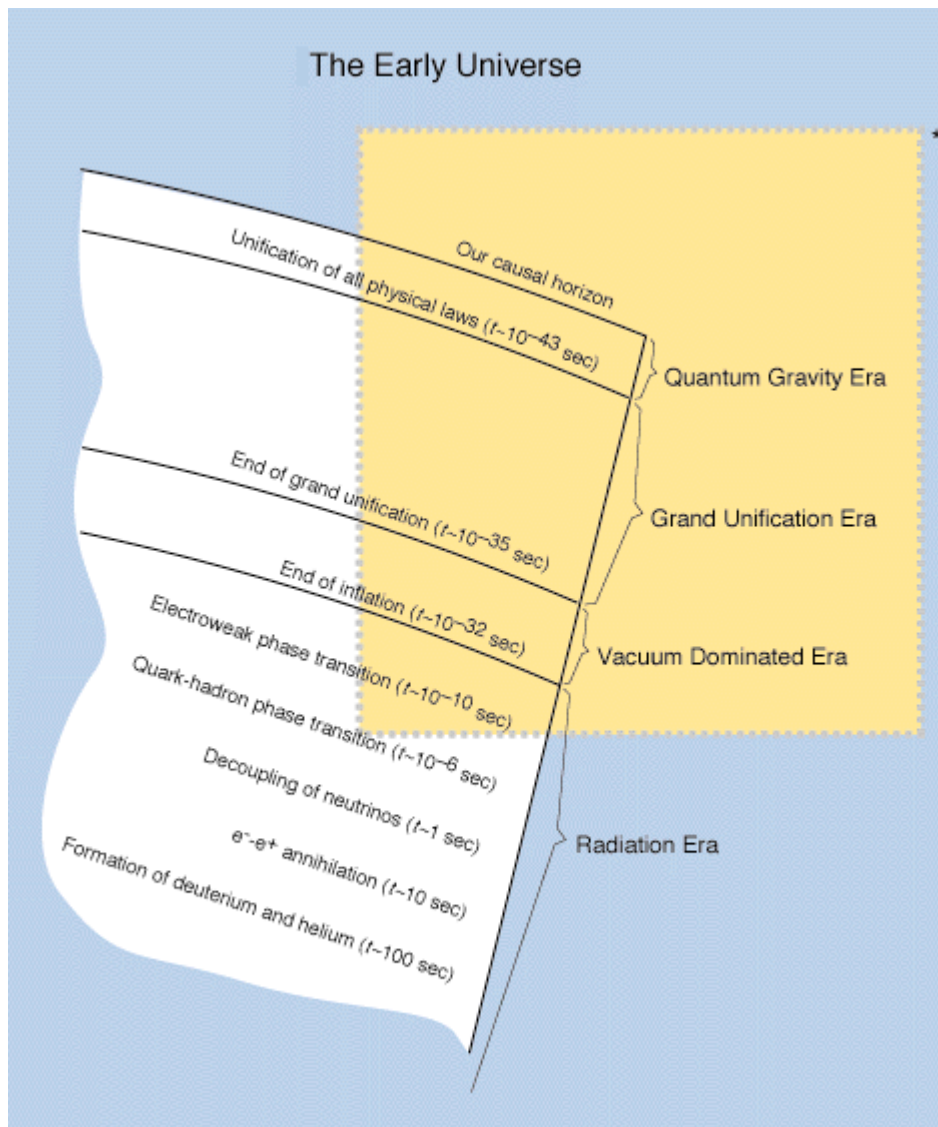 The Early Universe
*
Our causal horizon
Unification of all physical laws (t~10–43 sec)
Quantum Gravity Era
End of grand unification (t~10–35 sec)
Grand Unification Era
End of inflation (t~10–32 sec)
Vacuum Dominated Era
Electroweak phase transition (t~10–10 sec)
Quark-hadron phase transition (t~10–6 sec)
Decoupling of neutrinos (t~1 sec)
e--e+ annihilation (t~10 sec)
Radiation Era
Formation of deuterium and helium (t~100 sec)